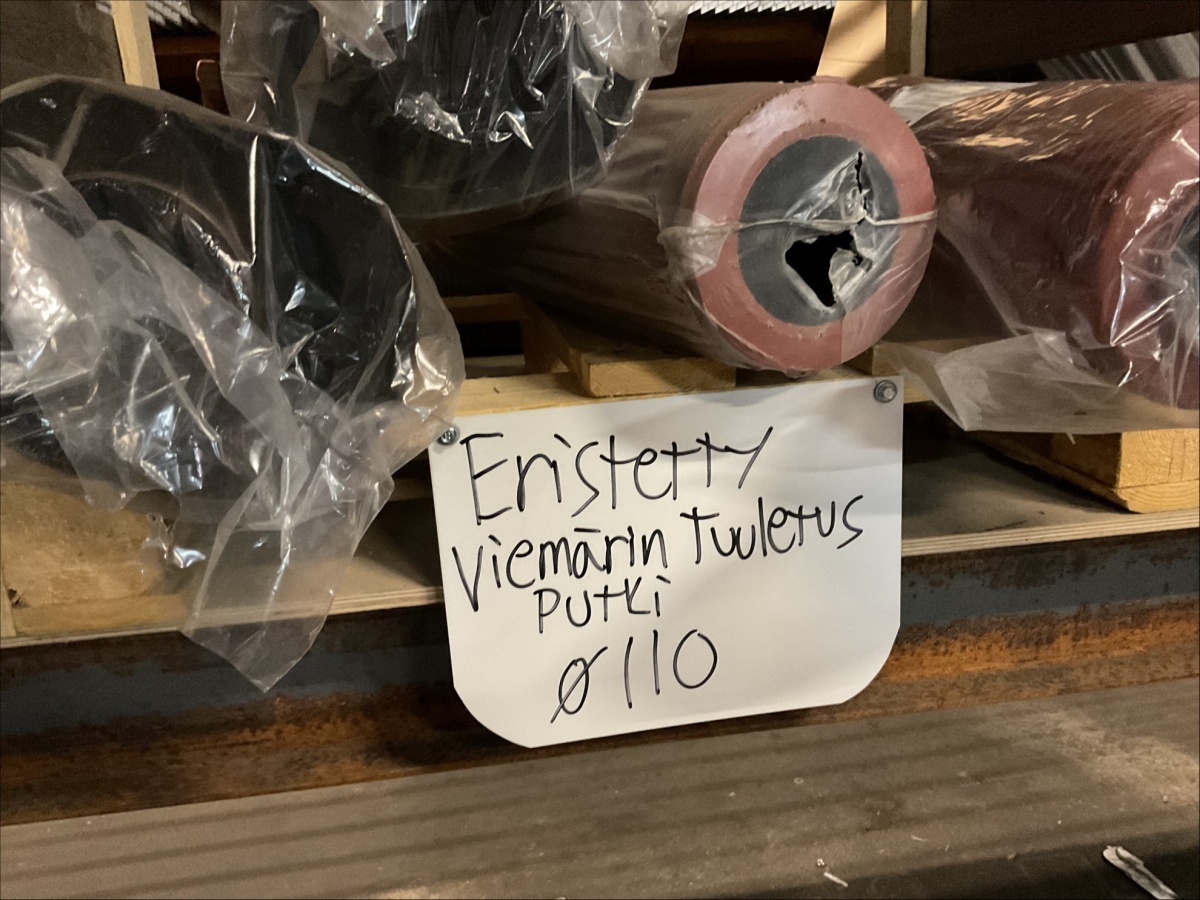 Eristetty
Viemärin Tuuletus
Putki
Ø110